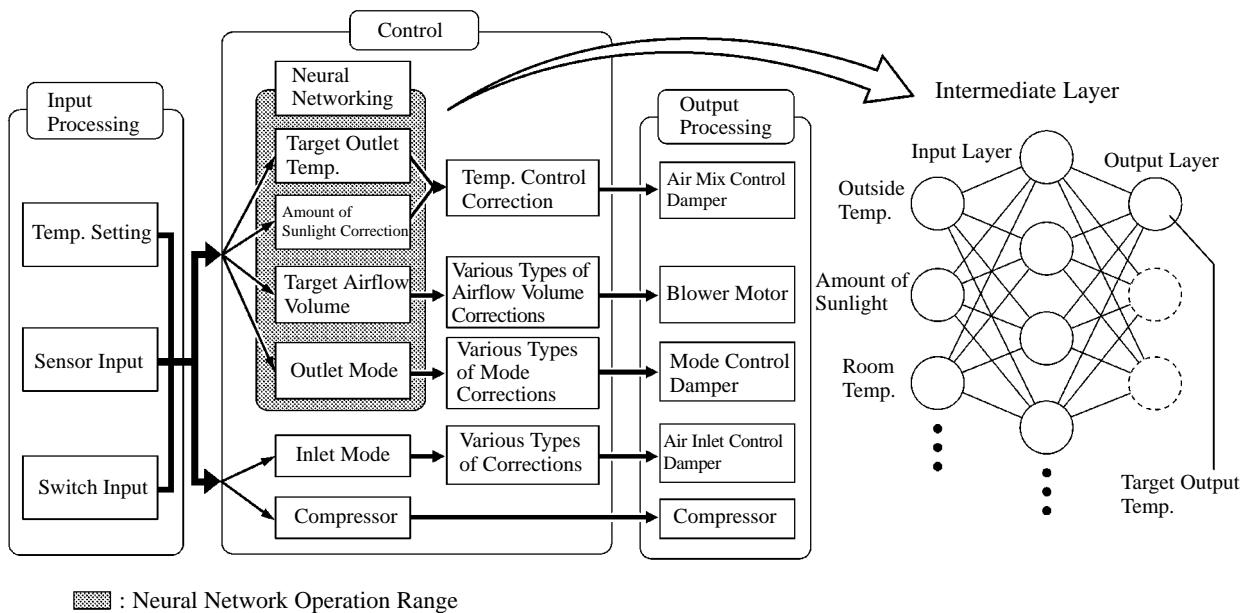 Control
Input
Processing
Temp. Setting
Sensor Input
Switch Input
Neural
Networking
Target Outlet
Temp.
Amount of
Sunlight Correction
Target Airflow
Volume
Outlet Mode
Inlet Mode
Compressor
Temp. Control
Correction
Various Types of
Airflow Volume
Corrections
Various Types
of Mode
Corrections
Various Types
of Corrections
Output
Processing
Air Mix Control
Damper
Blower Motor
Mode Control
Damper
Air Inlet Control
Damper
Compressor
Intermediate Layer
Input Layer
Output Layer
Outside
Temp.
Amount of
Sunlight
Room
Temp.
Target Output
Temp.
: Neural Network Operation Range